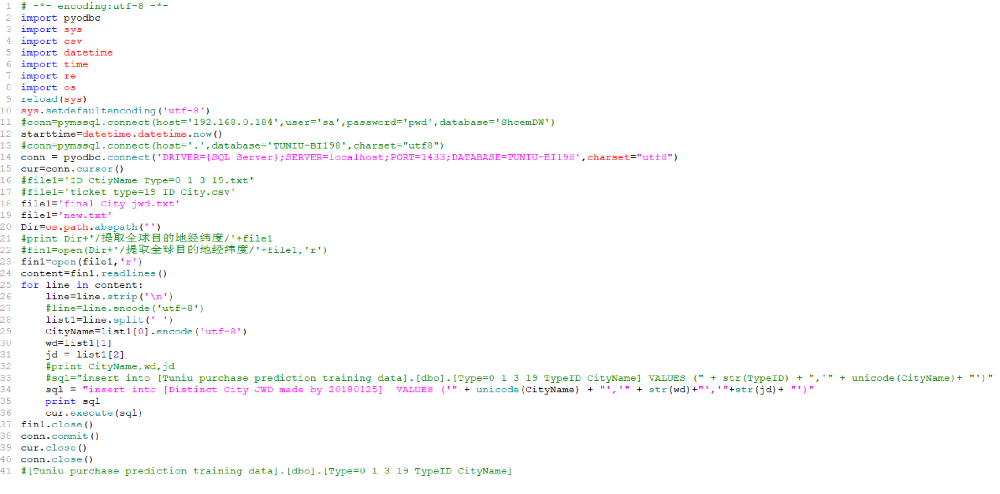 1 # -*- encoding:utf-8 -*-
2 import pyodbc
3 import sys
4 import csv
5 import datetime
6 import time
7 import re
8 import os
9 reload(sys)
10 sys.setdefaultencoding('utf-8')
11 #conn=pymssql.connect(host='192.168.0.184',user='sa',password='pwd',database='ShcemDW')
12 starttime=datetime.datetime.now()
13 #conn=pymssql.connect(host='.',database='TUNIU-BI198',charset="utf8")
14 conn = pyodbc.connect('DRIVER={SQL Server};SERVER=localhost;PORT=1433;DATABASE=TUNIU-BI198',charset="utf8")
15 cur=conn.cursor()
16 #file1='ID CtiyName Type=0 1 3 19.txt'
17 #file1='ticket type=19 ID City.csv'
18 file1='final City jwd.txt'
19 file1='new.txt'
20 Dir=os.path.abspath('')
21 #print Dir+'/提取全球目的地经纬度/'+file1
22 #fin1=open(Dir+'/提取全球目的地经纬度/'+file1,'r')
23 fin1=open(file1,'r')
24 content=fin1.readlines()
25 for line in content:
26     line=line.strip('\n')
27     #line=line.encode('utf-8')
28     list1=line.split(' ')
29     CityName=list1[0].encode('utf-8')
30     wd=list1[1]
31     jd = list1[2]
32     #print CityName,wd,jd
33     #sql="insert into [Tuniu purchase prediction training data].[dbo].[Type=0 1 3 19 TypeID CityName] VALUES (" + str(TypeID) + ",'" + unicode(CityName)+ "')"
34     sql = "insert into [Distinct City JWD made by 20180125]  VALUES ('" + unicode(CityName) + "','" + str(wd)+"','"+str(jd)+ "')"
35     print sql
36     cur.execute(sql)
37 fin1.close()
38 conn.commit()
39 cur.close()
40 conn.close()
41 #[Tuniu purchase prediction training data].[dbo].[Type=0 1 3 19 TypeID CityName]